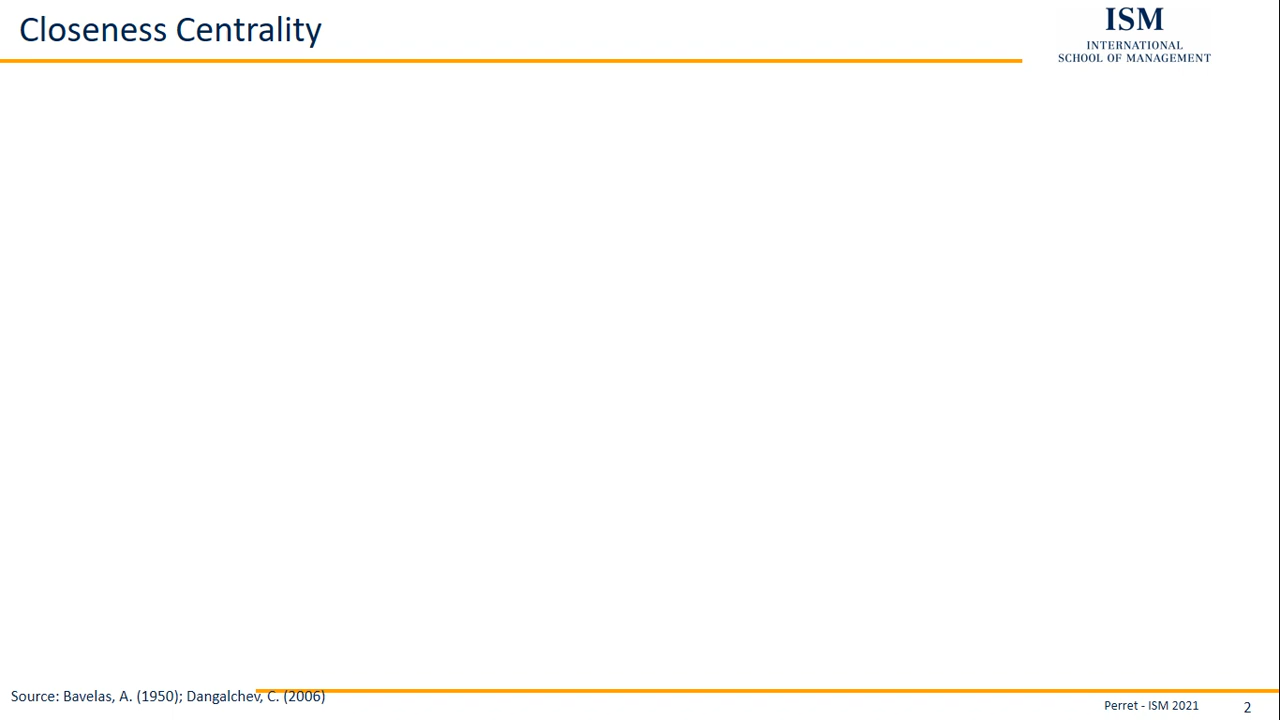 Closeness Centrality
ISM
INTERNATIONAL
SCHOOL OF MANAGEMENT
Source: Bavelas, A. (1950); Dangalchev, C. (2006)
Perret - ISM 2021
2